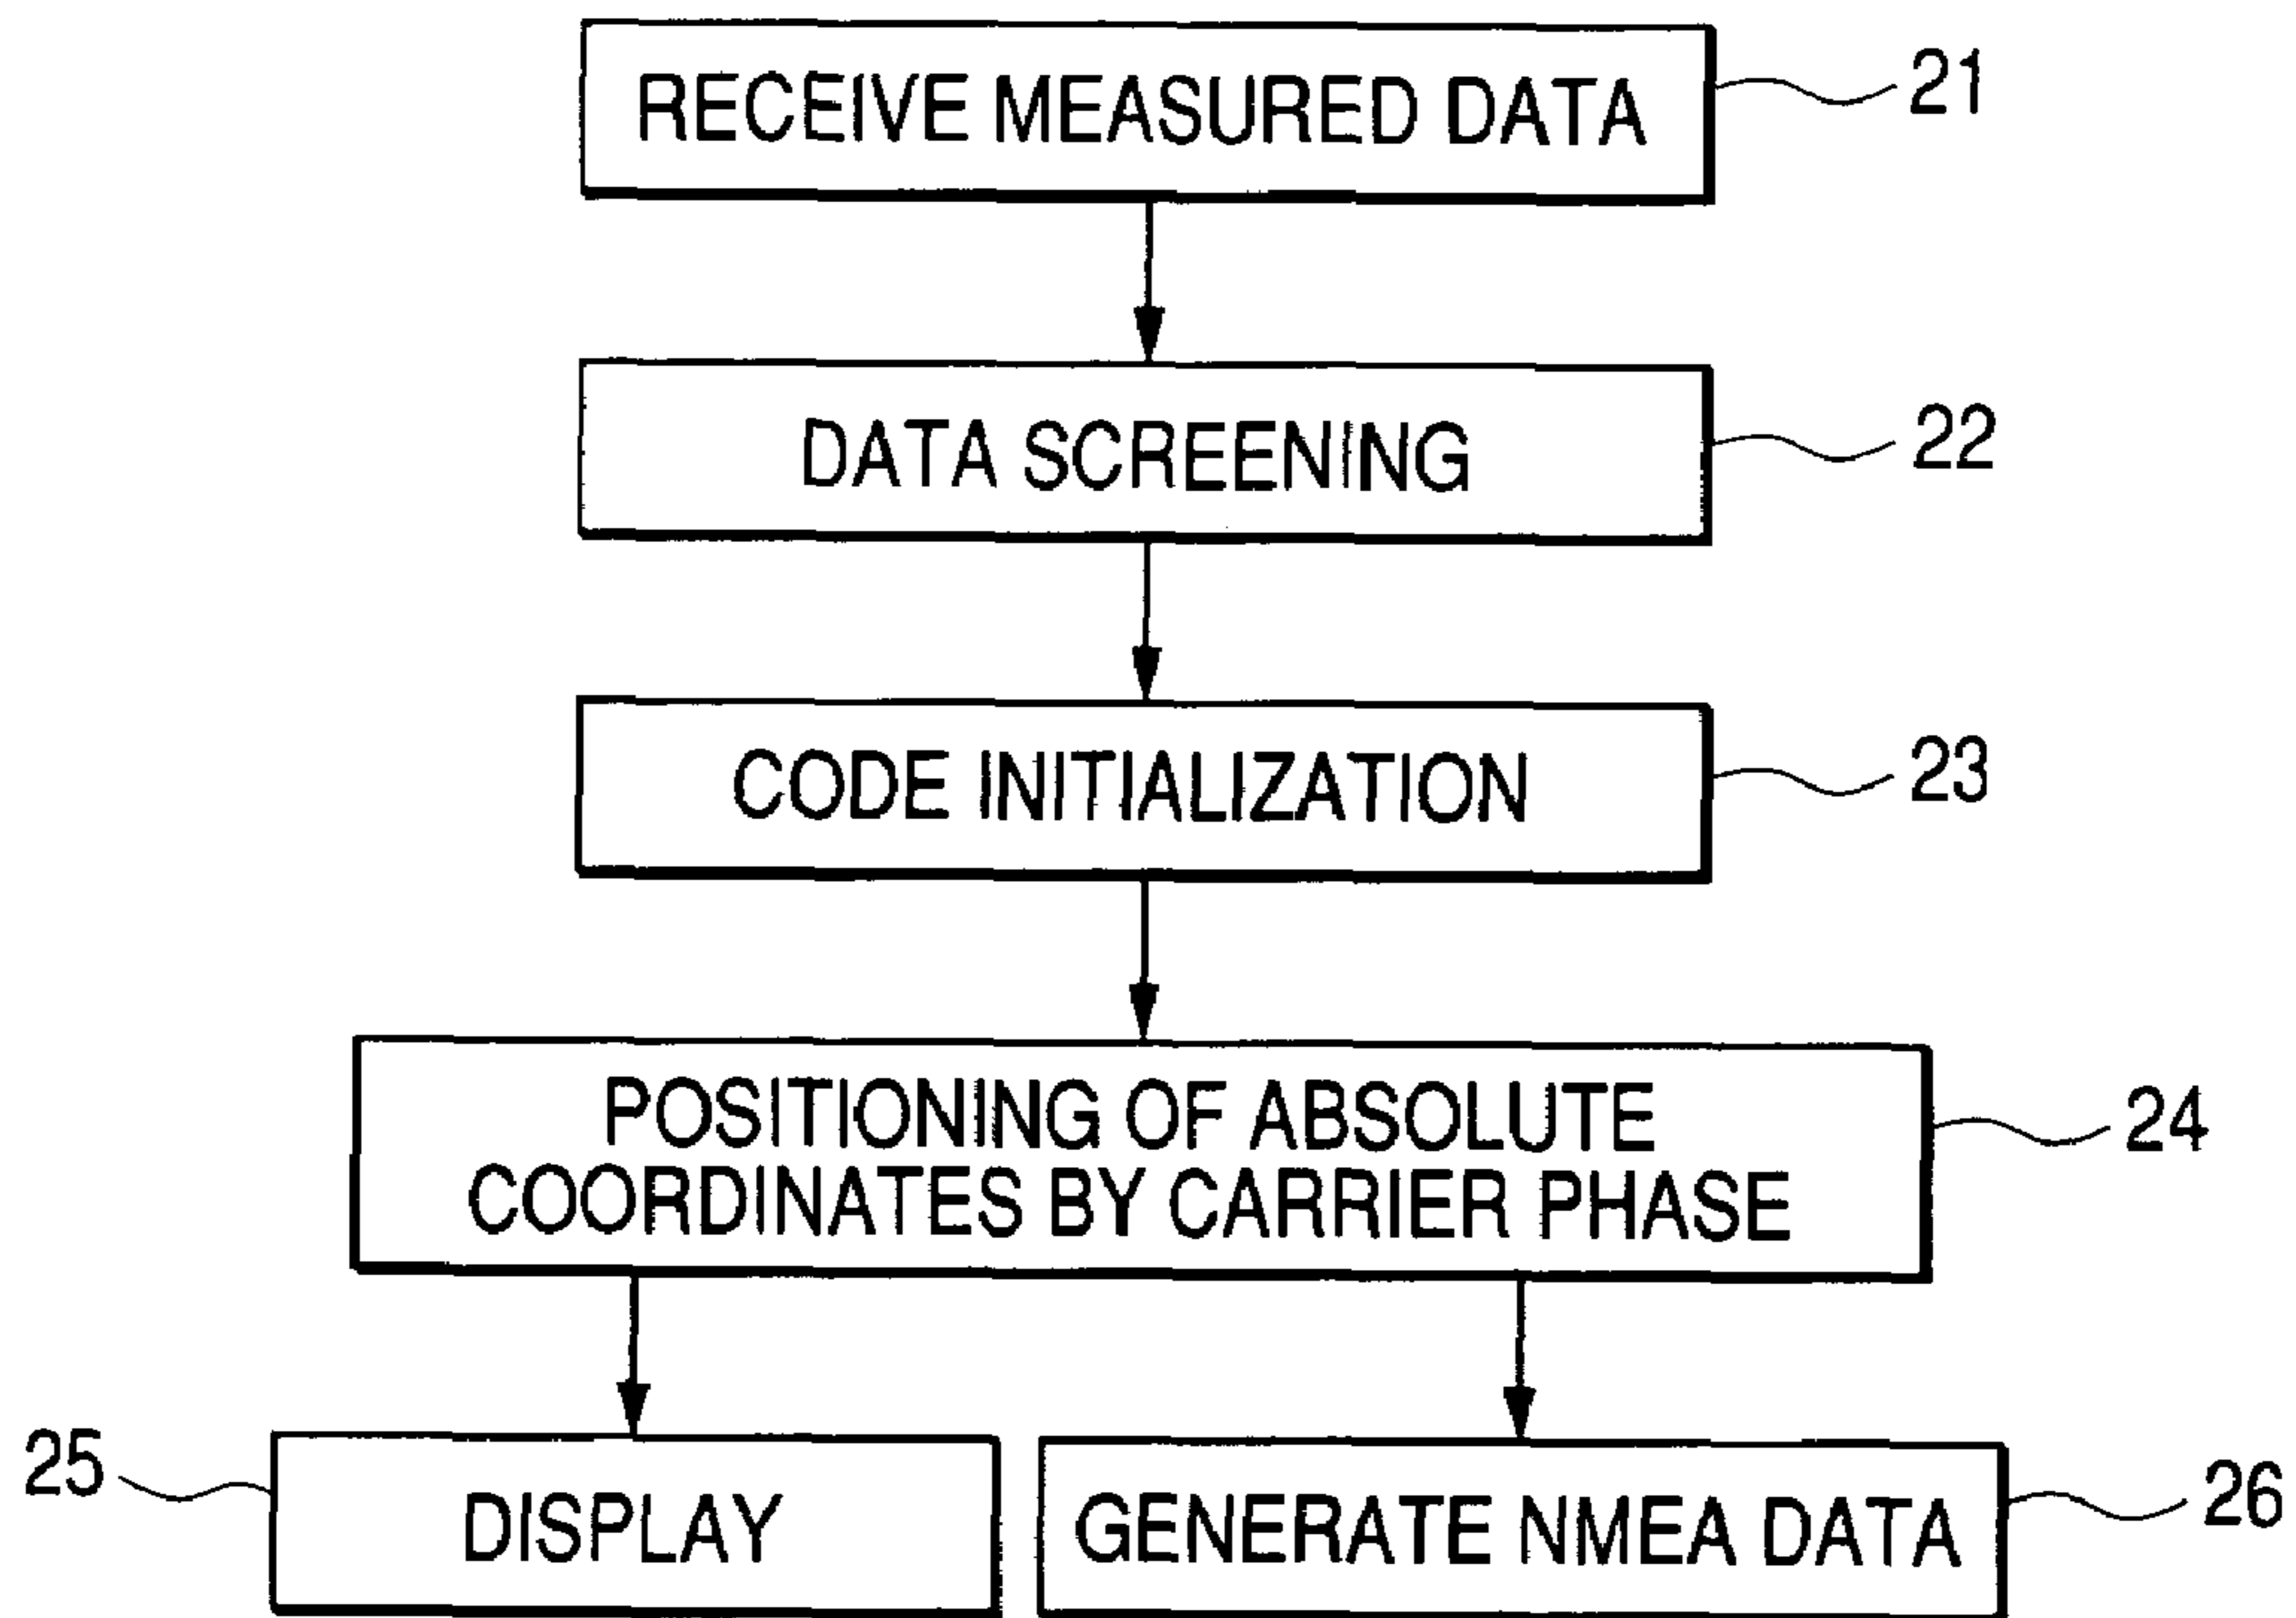 RECEIVE MEASURED DATA
21
DATA SCREENING
22
CODE INITIALIZATION
23
POSITIONING OF ABSOLUTE
COORDINATES BY CARRIER PHASE
24
25
DISPLAY
GENERATE NMEA DATA
26